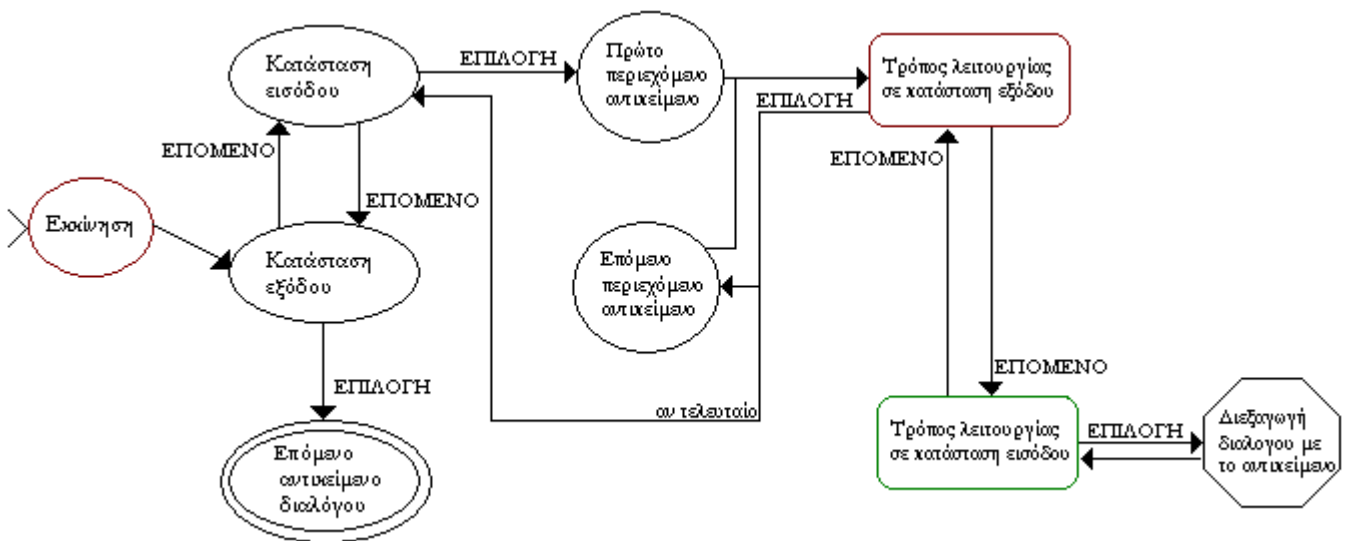 Κατάσταση
εισόδου
ΕΠΙΛΟΓΗ
Πρώτο
περιεχόμενο
αντικείμενο
ΕΠΙΛΟΓΗ
Τρόπος λειτουργίας
σε κατάσταση εξόδου
ΕΠΟΜΕΝΟ
ΕΠΟΜΕΝΟ
ΕΠΟΜΕΝΟ
Εκκίνηση
Κατάσταση
εξόδου
Επόμενο
περιεχόμενο
αντικείμενο
ΕΠΟΜΕΝΟ
ΕΠΙΛΟΓΗ
αν τελευταίο
Τρόπος λειτουργίας
σε κατάσταση εισόδου
ΕΠΙΛΟΓΗ
Διεξαγωγή
διαλογου με
το αντικείμενο
Επόμενο
αντικείμενο
διαλόγου